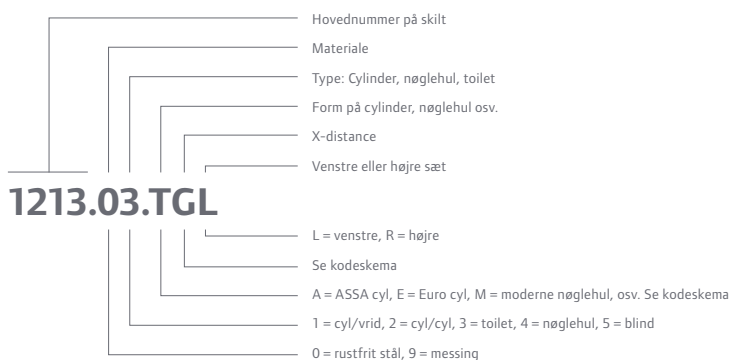 Hovednummer på skilt
Materiale
Type: Cylinder, nøglehul, toilet
Form på cylinder, nøglehul osv.
X-distance
Venstre eller højre sæt
1213.03.TGL
L = venstre, R = højre
Se kodeskema
A = ASSA cyl, E = Euro cyl, M = moderne nøglehul, osv. Se kodeskema
1 = cyl/vrid, 2 = cyl/cyl, 3 = toilet, 4 = nøglehul, 5 = blind
0 = rustfrit stål, 9 = messing